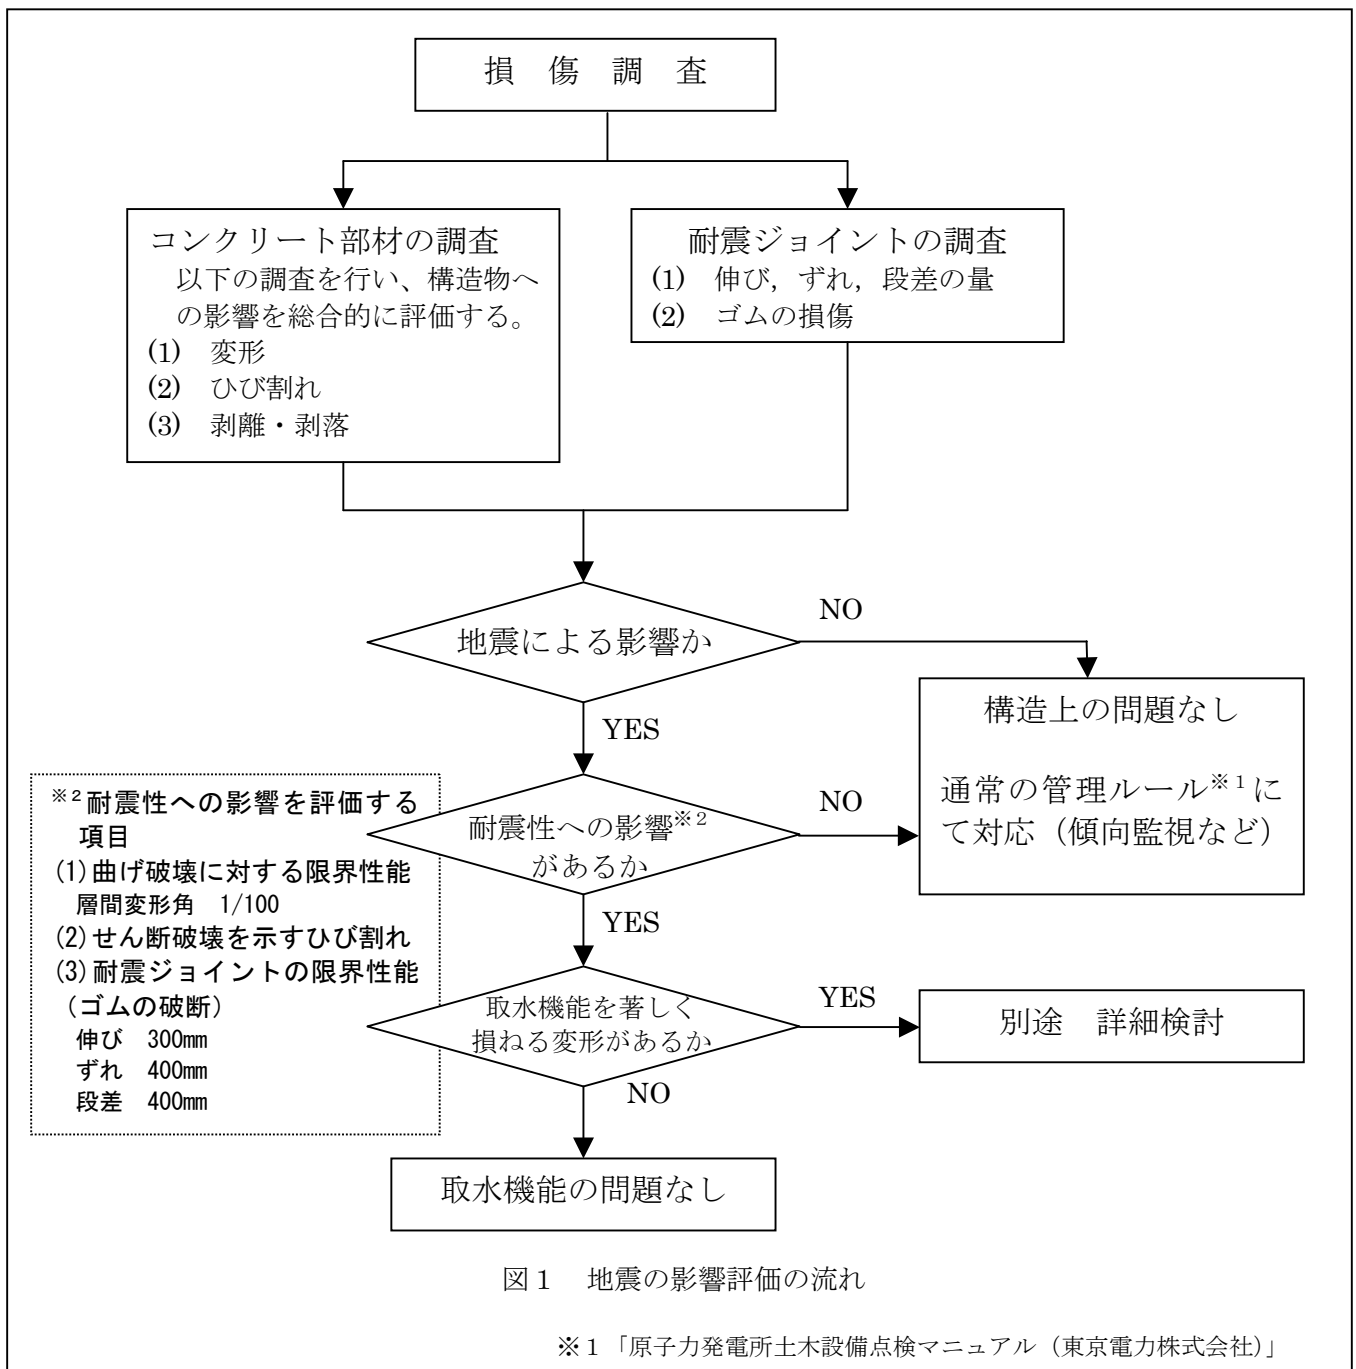 損　傷　調　査
コンクリート部材の調査
以下の調査を行い、構造物へ
の影響を総合的に評価する。
(1)　変形
(2)　ひび割れ
(3)　剥離・剥落
耐震ジョイントの調査
(1)　伸び，ずれ，段差の量
(2)　ゴムの損傷
地震による影響か
NO
YES
構造上の問題なし
通常の管理ルール※１に
て対応（傾向監視など）
※２耐震性への影響を評価する
項目
(1)曲げ破壊に対する限界性能
層間変形角　1/100
(2)せん断破壊を示すひび割れ
(3)耐震ジョイントの限界性能
（ゴムの破断）
伸び　300mm
ずれ　400mm
段差　400mm
耐震性への影響※２
があるか
NO
YES
取水機能を著しく
損ねる変形があるか
YES
NO
別途　詳細検討
取水機能の問題なし
図１　地震の影響評価の流れ
※１「原子力発電所土木設備点検マニュアル（東京電力株式会社）」